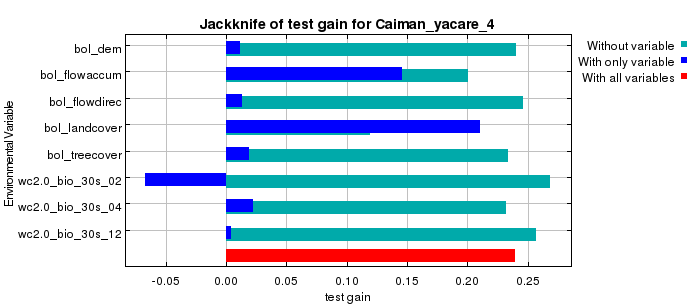 Jackknife of test gain for Caiman_yacare_4
Environmental Variable
bol_dem
bol_flowaccum
bol_flowdirec
bol_landcover
bol_treecover
wc2.0_bio_30s_02
wc2.0_bio_30s_04
wc2.0_bio_30s_12
-0.05 0.00 0.05 0.10 0.15 0.20 0.25
test gain
Without variable
With only variable
With all variables